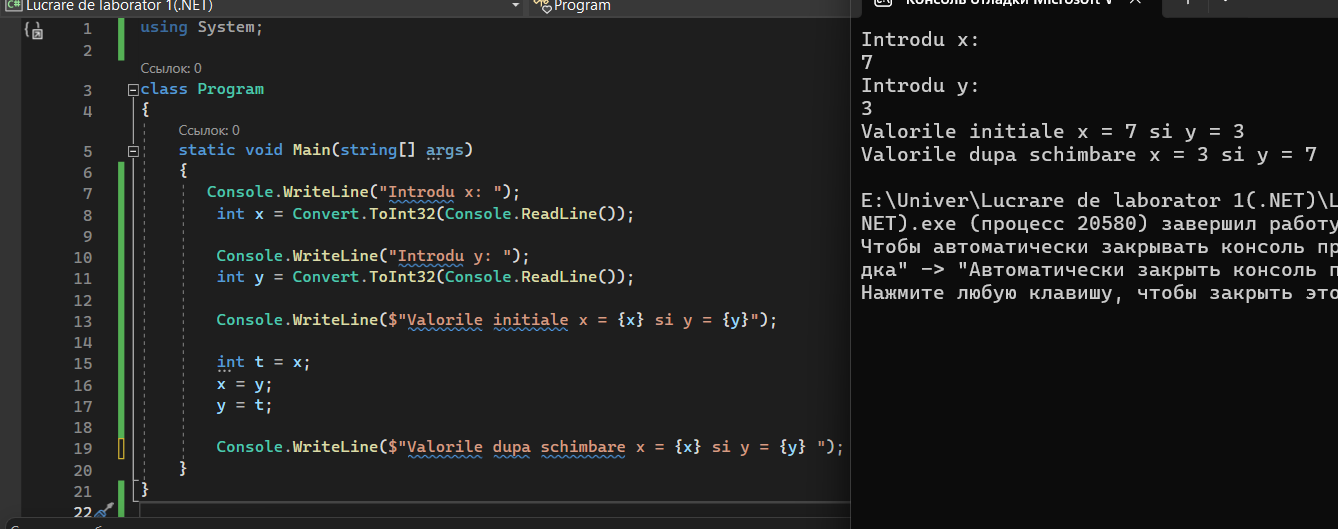 Lucrare de laborator 1(.NET)
Program
1 using System;
2
Ссылок: 0
3 class Program
4 {
Ссылок: 0
5 static void Main(string[] args)
6 {
7 Console.WriteLine("Introdu x: ");
8 int x = Convert.ToInt32(Console.ReadLine());
9
10 Console.WriteLine("Introdu y: ");
11 int y = Convert.ToInt32(Console.ReadLine());
12
13 Console.WriteLine($"Valorile initiale x = {x} si y = {y}");
14
15 int t = x;
16 x = y;
17 y = t;
18
19 Console.WriteLine($"Valorile dupa schimbare x = {x} si y = {y} ");
20 }
21 }
22
Консоль отладки Microsoft V
Introdu x:
7
Introdu y:
3
Valorile initiale x = 7 si y = 3
Valorile dupa schimbare x = 3 si y = 7
E:\Univer\Lucrare de laborator 1(.NET)\L
NET).exe (процесс 20580) завершил работу
Чтобы автоматически закрывать консоль пр
дка" -> "Автоматически закрыть консоль п
Нажмите любую клавишу, чтобы закрыть это